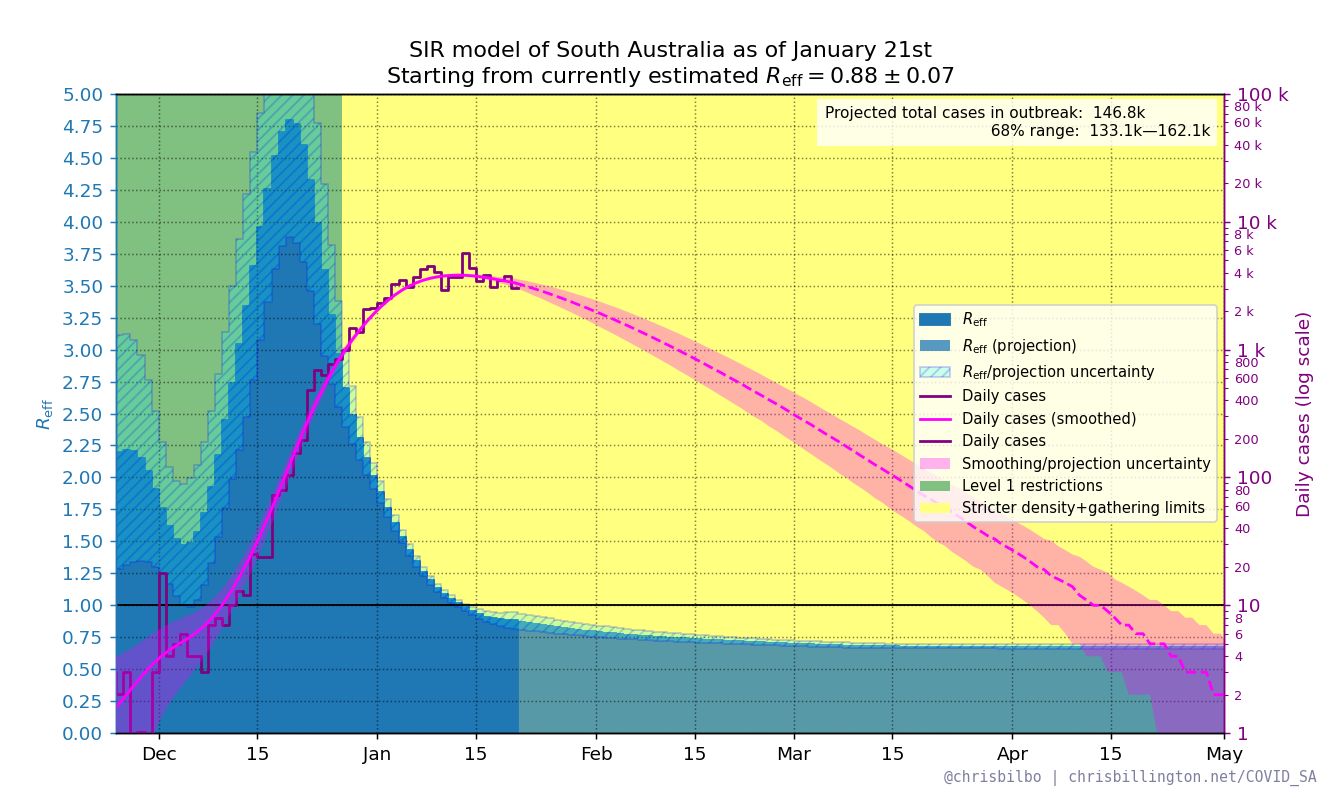 SIR model of South Australia as of January 21st
Starting from currently estimated Reff = 0.88 ± 0.07
Projected total cases in outbreak: 146.8k
68% range: 133.1k—162.1k
5.00
4.75
4.50
4.25
4.00
3.75
3.50
3.25
3.00
2.75
2.50
2.25
2.00
1.75
1.50
1.25
1.00
0.75
0.50
0.25
0.00
Reff
100 k
80 k
60 k
40 k
20 k
10 k
8 k
6 k
4 k
2 k
1 k
800
600
400
200
100
80
60
40
20
10
8
6
4
2
1
Daily cases (log scale)
Reff
Reff (projection)
Reff/projection uncertainty
Daily cases
Daily cases (smoothed)
Daily cases
Smoothing/projection uncertainty
Level 1 restrictions
Stricter density+gathering limits
Dec 15 Jan 15 Feb 15 Mar 15 Apr 15 May
@chrisbilbo | chrisbillington.net/COVID_SA